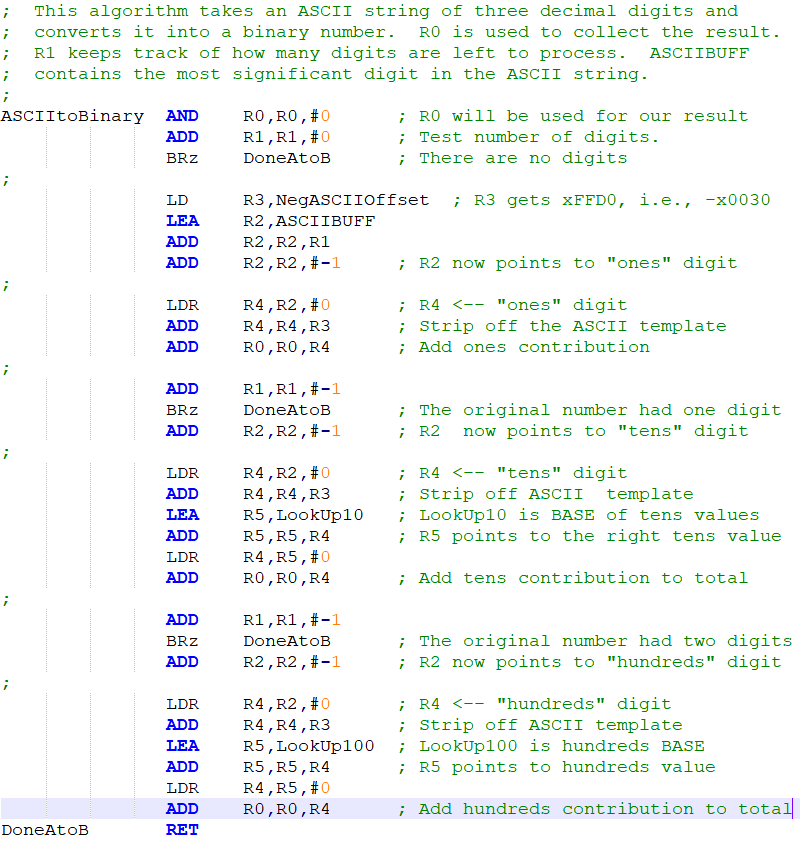 ;  This algorithm takes an ASCII string of three decimal digits and
;  converts it into a binary number.  R0 is used to collect the result.
;  R1 keeps track of how many digits are left to process.  ASCIIBUFF
;  contains the most significant digit in the ASCII string.
;
ASCIItoBinary  AND    R0,R0,#0      ; R0 will be used for our result
               ADD    R1,R1,#0      ; Test number of digits.
               BRz    DoneAtoB      ; There are no digits
;
               LD     R3,NegASCIIOffset  ; R3 gets xFFD0, i.e., -x0030
               LEA    R2,ASCIIBUFF
               ADD    R2,R2,R1
               ADD    R2,R2,#-1     ; R2 now points to "ones" digit
;
               LDR    R4,R2,#0      ; R4 <-- "ones" digit
               ADD    R4,R4,R3      ; Strip off the ASCII template
               ADD    R0,R0,R4      ; Add ones contribution
;
               ADD    R1,R1,#-1
               BRz    DoneAtoB      ; The original number had one digit
               ADD    R2,R2,#-1     ; R2  now points to "tens" digit
;
               LDR    R4,R2,#0      ; R4 <-- "tens" digit
               ADD    R4,R4,R3      ; Strip off ASCII  template
               LEA    R5,LookUp10   ; LookUp10 is BASE of tens values
               ADD    R5,R5,R4      ; R5 points to the right tens value
               LDR    R4,R5,#0
               ADD    R0,R0,R4      ; Add tens contribution to total
;
               ADD    R1,R1,#-1
               BRz    DoneAtoB      ; The original number had two digits
               ADD    R2,R2,#-1     ; R2 now points to "hundreds" digit
;
               LDR    R4,R2,#0      ; R4 <-- "hundreds" digit
               ADD    R4,R4,R3      ; Strip off ASCII template
               LEA    R5,LookUp100  ; LookUp100 is hundreds BASE
               ADD    R5,R5,R4      ; R5 points to hundreds value
               LDR    R4,R5,#0
               ADD    R0,R0,R4      ; Add hundreds contribution to total
DoneAtoB       RET